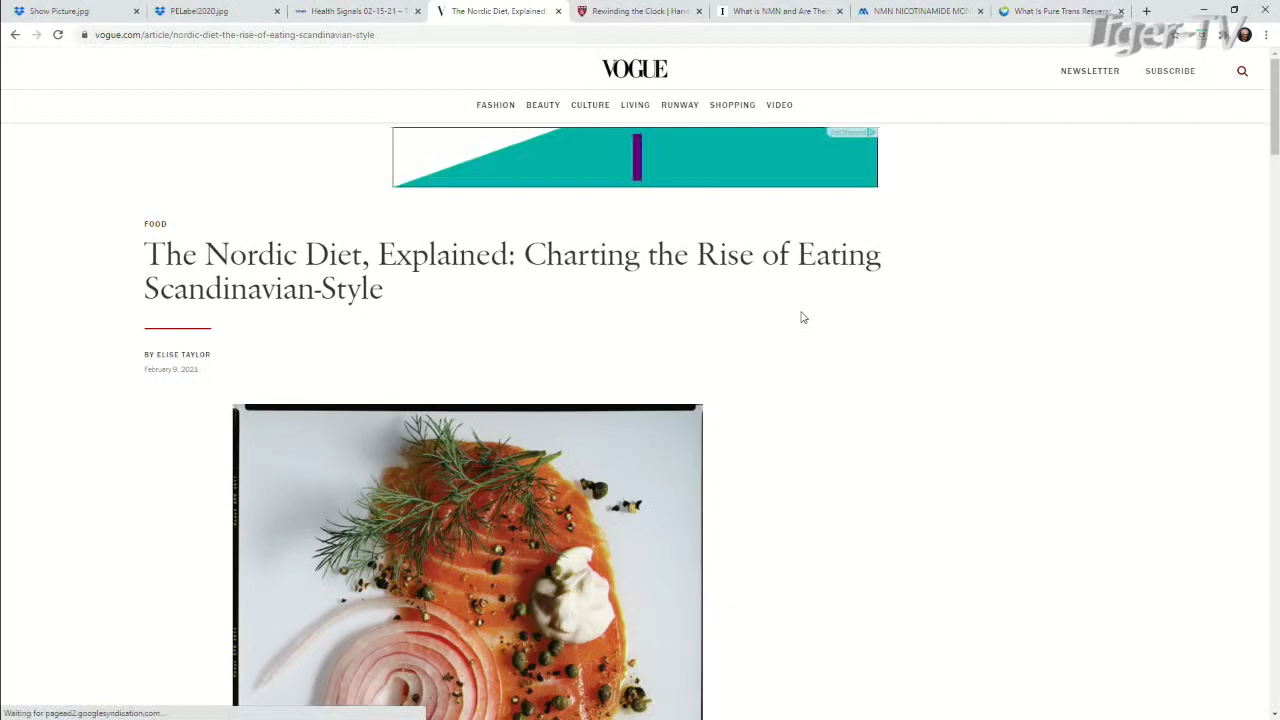 Show Picture.jpg
PELabel2020.jpg
Health Signals 02-15-21 – T
The Nordic Diet, Explained:
Rewinding the Clock | Harv
What is NMN and Are The
NMN NICOTINAMIDE MON
What Is Pure Trans Resver
vogue.com/article/nordic-diet-the-rise-of-eating-scandinavian-style
Tiger-TV
VOGUE
NEWSLETTER SUBSCRIBE
FASHION BEAUTY CULTURE LIVING RUNWAY SHOPPING VIDEO
FOOD
The Nordic Diet, Explained: Charting the Rise of Eating
Scandinavian-Style
BY ELISE TAYLOR
February 9, 2021
Waiting for pagead2.googlesyndication.com...